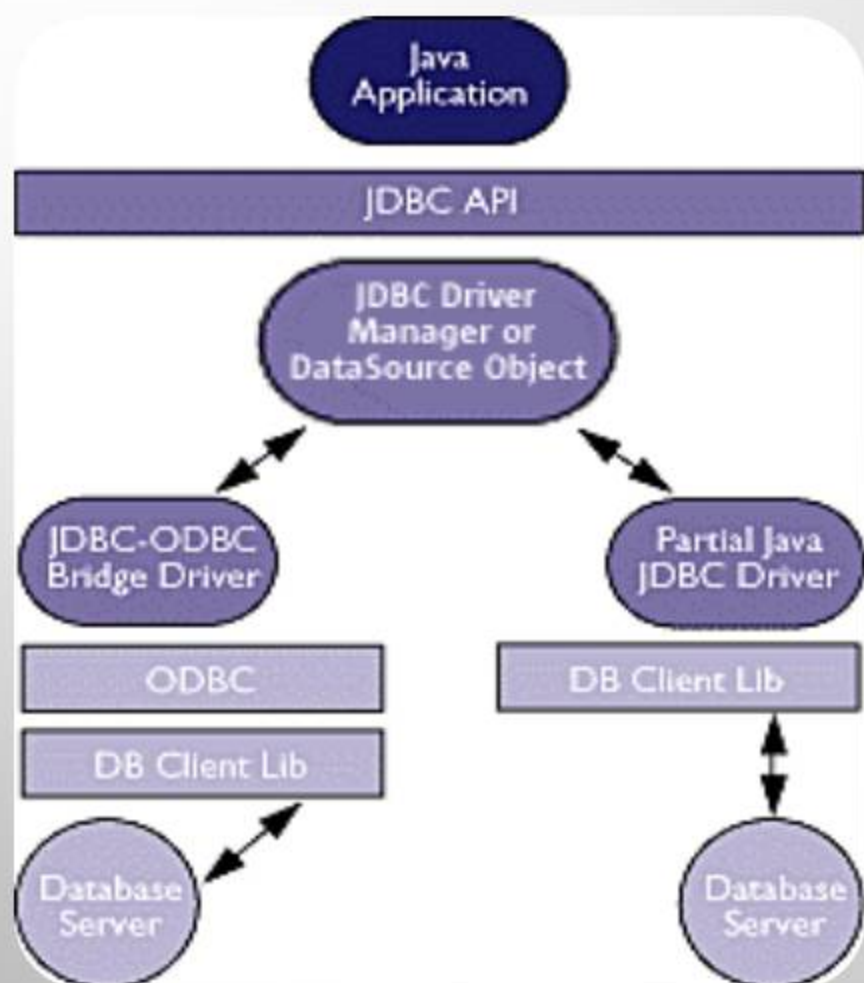 Java
Application
JDBC API
JDBC Driver
Manager or
DataSource Object
JDBC-ODBC
Bridge Driver
Partial Java
JDBC Driver
ODBC
DB Client Lib
DB Client Lib
Database
Server
Database
Server